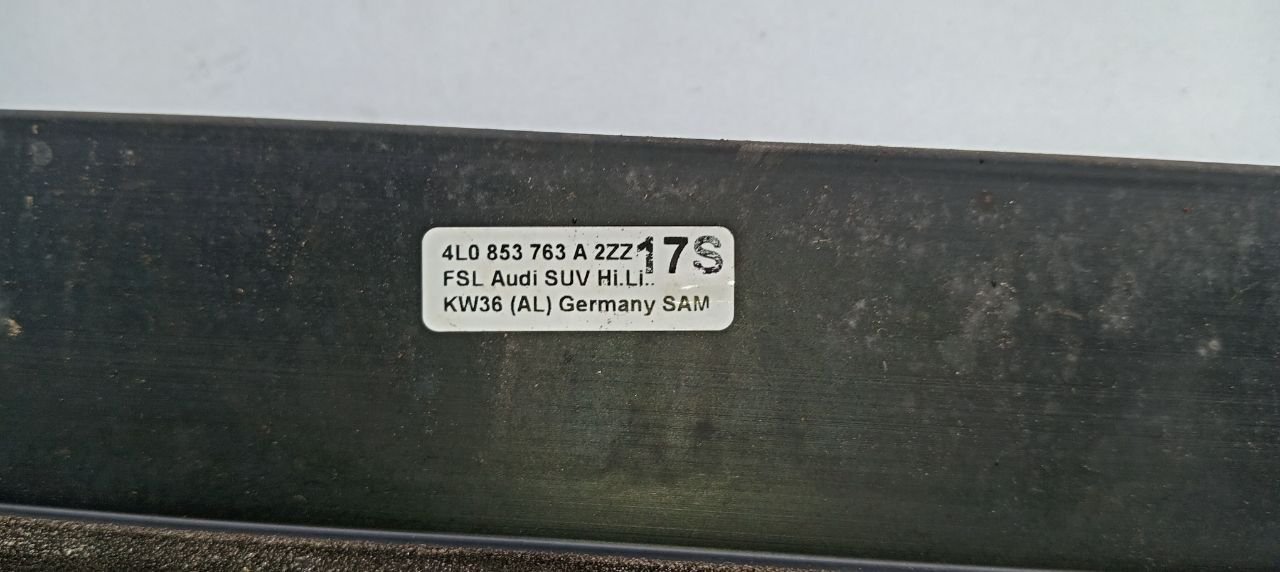 4L0 853 763 A 2ZZ 17S
FSL Audi SUV Hi.Li..
KW36 (AL) Germany SAM